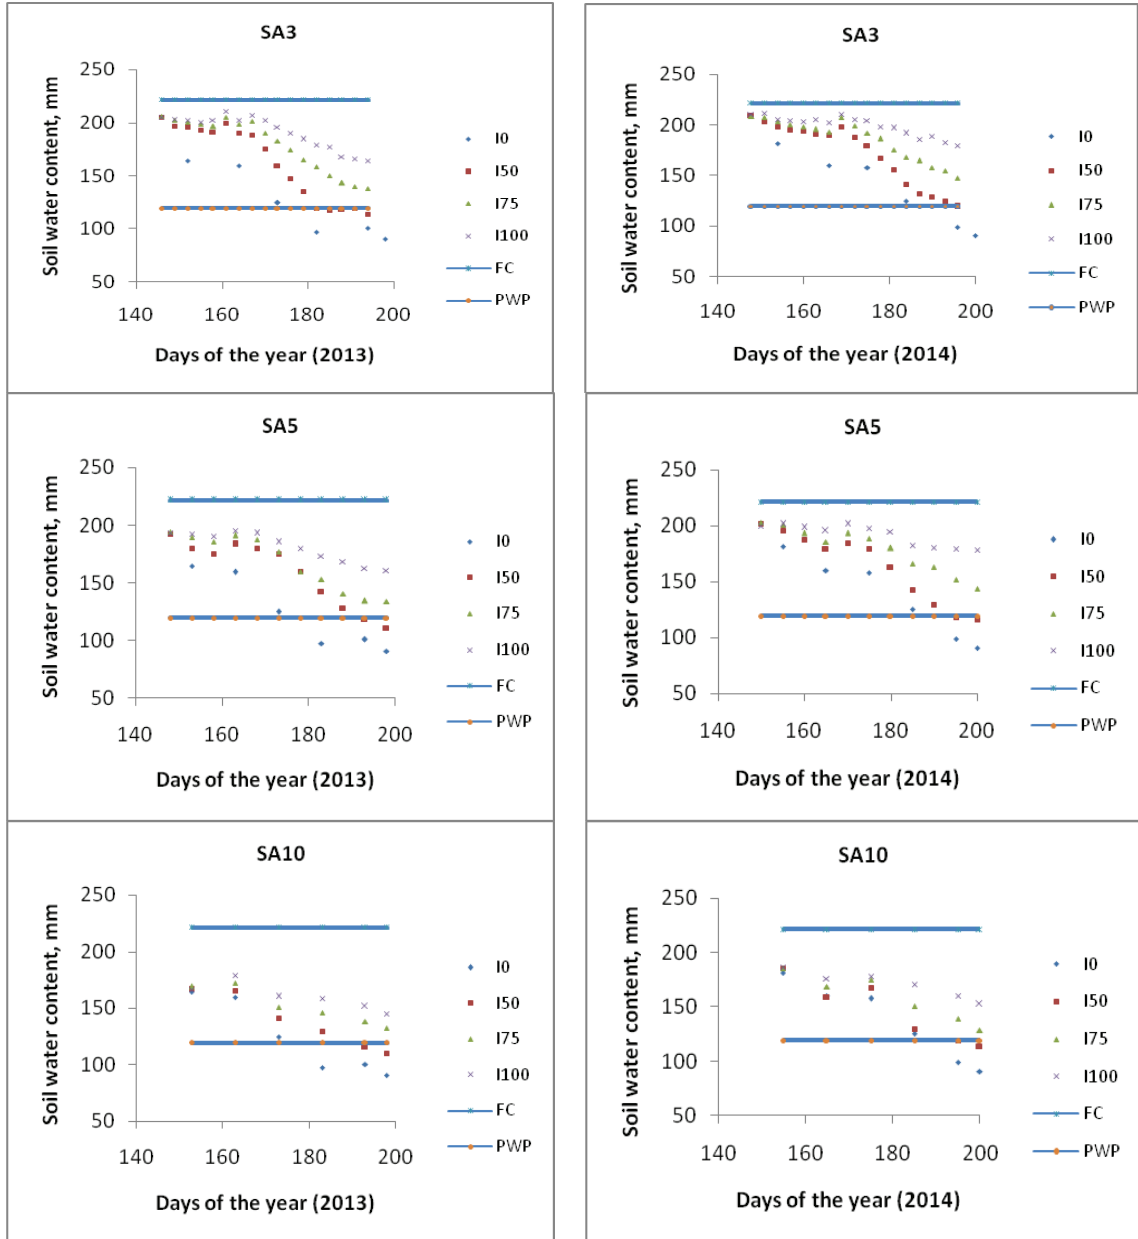 SA3
Soil water content, mm
250
200
150
100
50
140 160 180 200
Days of the year (2013)
I0
I50
I75
I100
FC
PWP
SA3
Soil water content, mm
250
200
150
100
50
140 160 180 200
Days of the year (2014)
I0
I50
I75
I100
FC
PWP
SA5
Soil water content, mm
250
200
150
100
50
140 160 180 200
Days of the year (2013)
I0
I50
I75
I100
FC
PWP
SA5
Soil water content, mm
250
200
150
100
50
140 160 180 200
Days of the year (2014)
I0
I50
I75
I100
FC
PWP
SA10
Soil water content, mm
250
200
150
100
50
140 160 180 200
Days of the year (2013)
I0
I50
I75
I100
FC
PWP
SA10
Soil water content, mm
250
200
150
100
50
140 160 180 200
Days of the year (2014)
I0
I50
I75
I100
FC
PWP